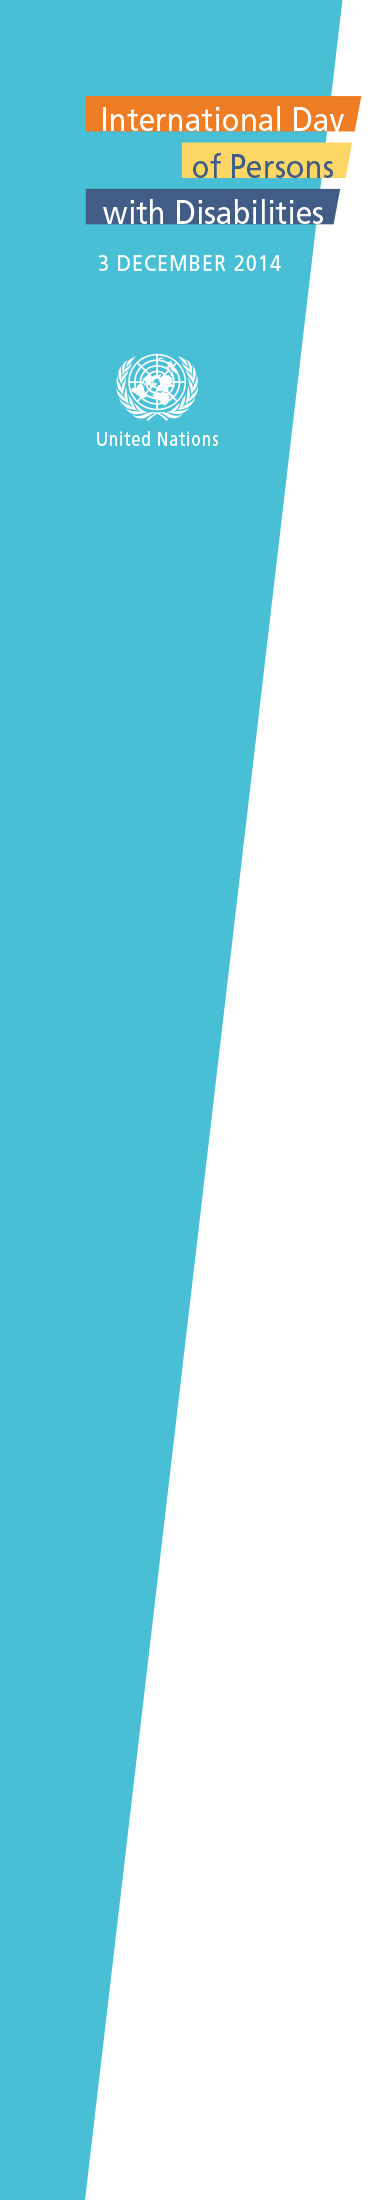 International Day
of Persons
with Disabilities
3 DECEMBER 2014
United Nations